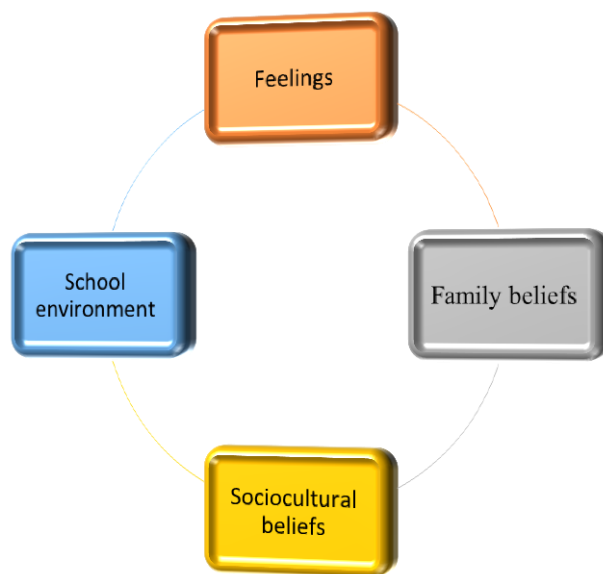 Feelings
School
environment
Family beliefs
Sociocultural
beliefs